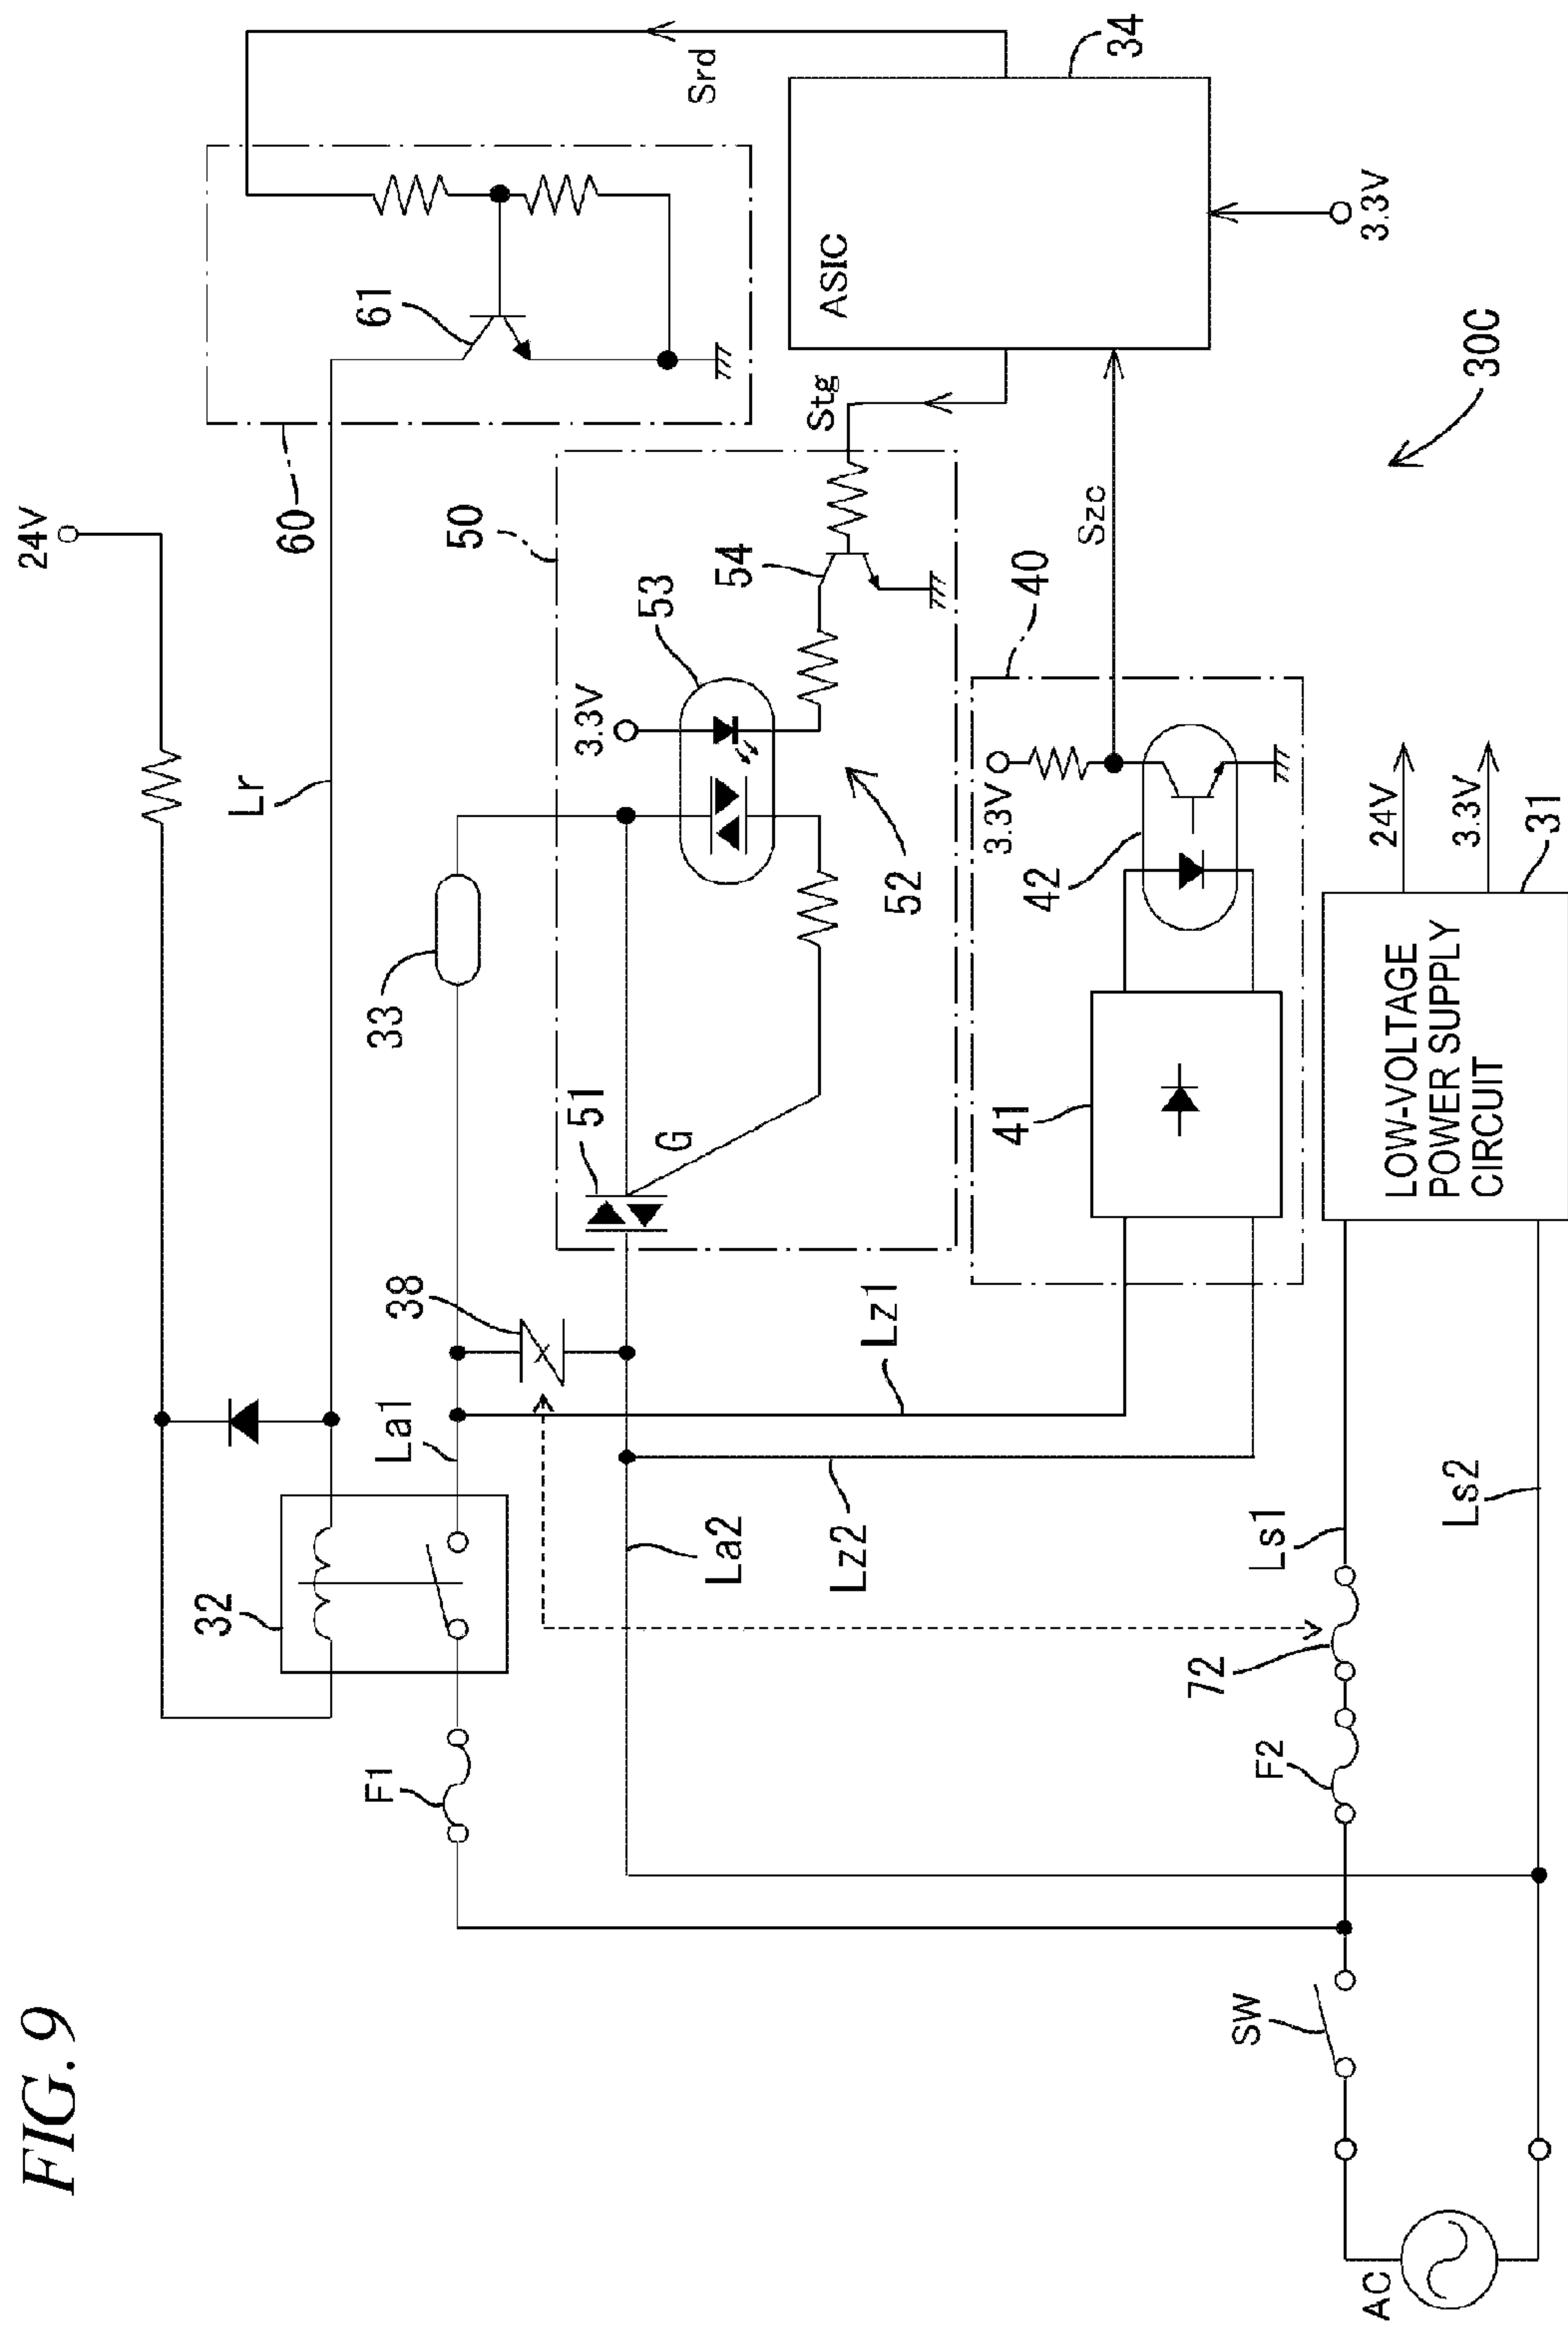 FIG. 9
24V
Lr
60
61
Srd
34
ASIC
3.3V
30C
32
La1
38
33
50
51
G
53
3.3V
54
52
Stg
F1
La2
Lz2
Lz1
40
41
42
3.3V
Szc
AC
SW
F2
72
Ls1
Ls2
LOW-VOLTAGE
POWER SUPPLY
CIRCUIT
24V
3.3V
31